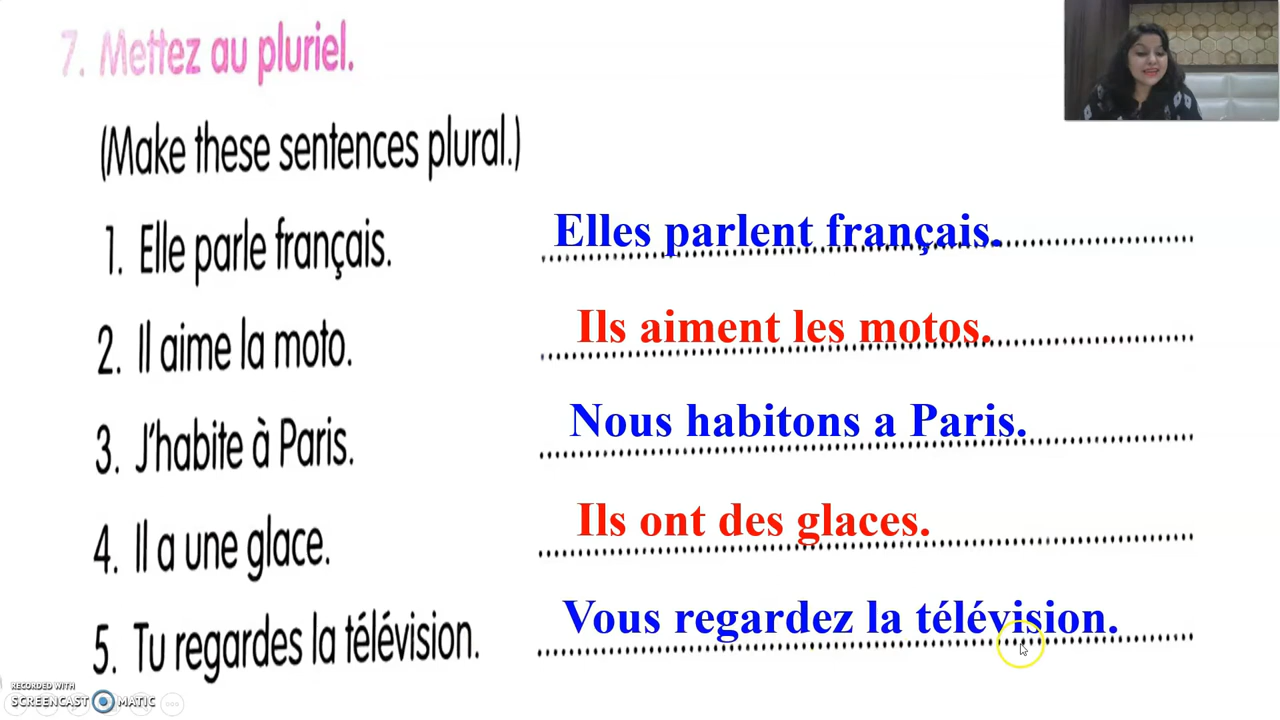 7. Mettez au pluriel.
(Make these sentences plural.)
1. Elle parle français. Elles parlent français.
2. Il aime la moto. Ils aiment les motos.
3. J'habite à Paris. Nous habitons a Paris.
4. Il a une glace. Ils ont des glaces.
5. Tu regardes la télévision. Vous regardez la télévision.
RECORDED WITH
SCREENCAST MATIC